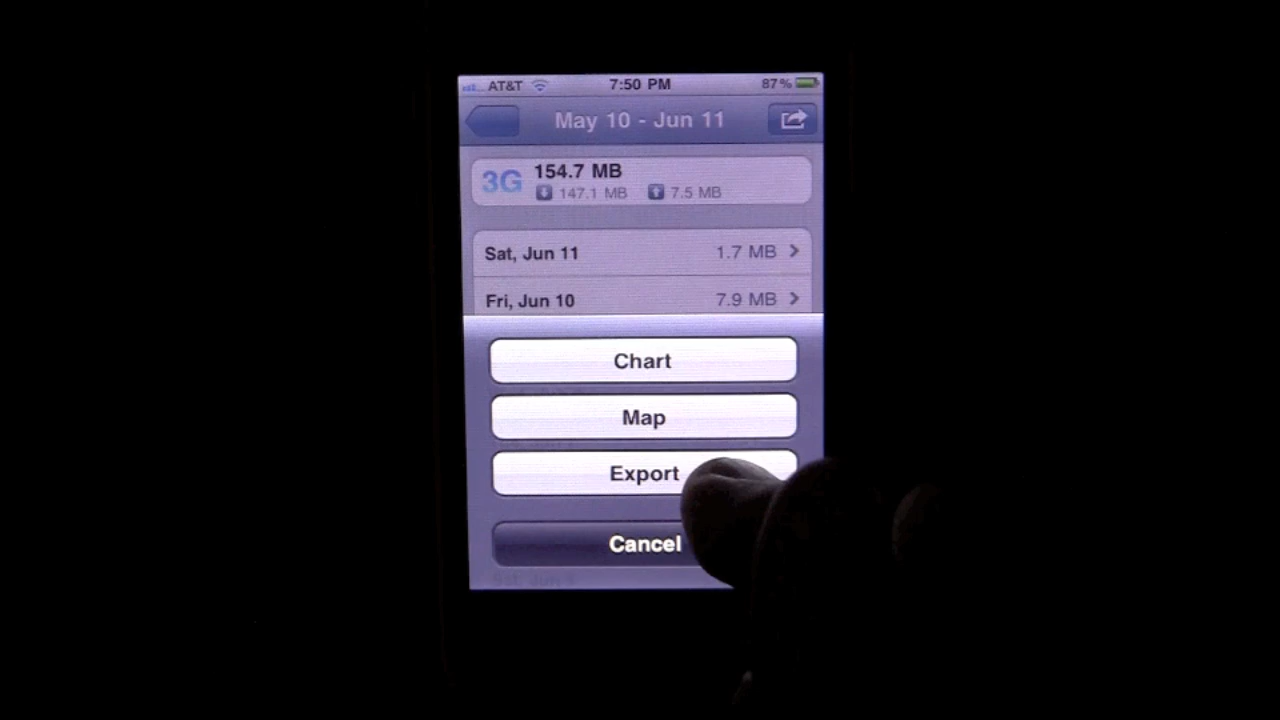 AT&T 7:50 PM 87%
May 10 - Jun 11
3G 154.7 MB
147.1 MB 7.5 MB
Sat, Jun 11 1.7 MB
Fri, Jun 10 7.9 MB
Chart
Map
Export
Cancel